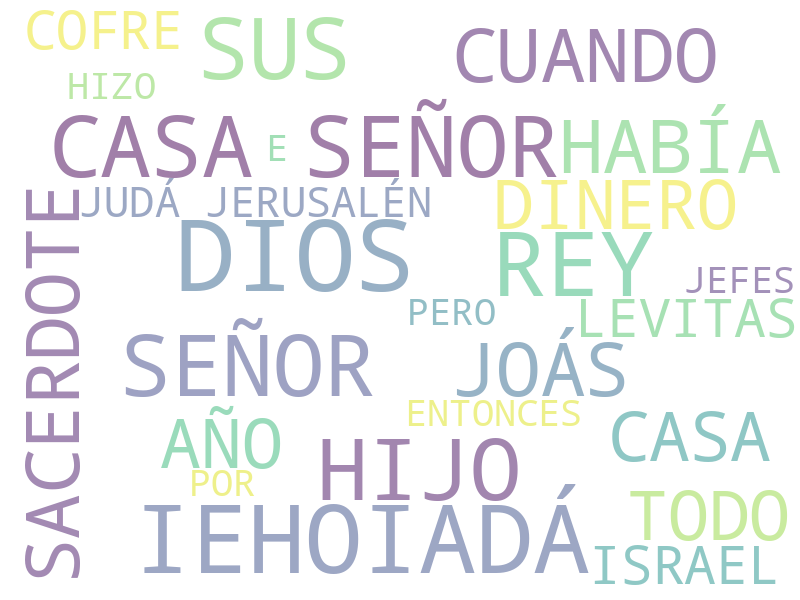 COFRE SUS CUANDO
HIZO
CASA E SEÑOR HABÍA
JUDÁ JERUSALÉN DINERO
SACERDOTE
DIOS REY
JEFES
PERO LEVITAS
SEÑOR JOÁS
ENTONCES
AÑO HIJO CASA
POR
IEHOIADÁ TODO
ISRAEL